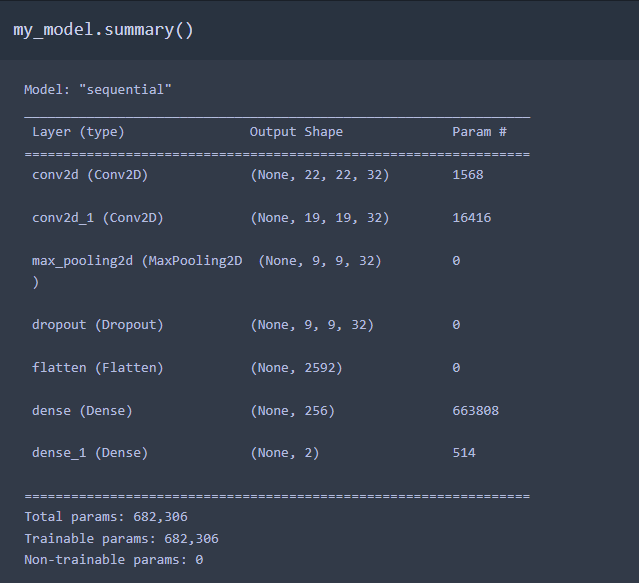 my_model.summary()
Model: "sequential"
_________________________________________________________________
Layer (type) Output Shape Param #
=================================================================
conv2d (Conv2D) (None, 22, 22, 32) 1568
conv2d_1 (Conv2D) (None, 19, 19, 32) 16416
max_pooling2d (MaxPooling2D (None, 9, 9, 32) 0
)
dropout (Dropout) (None, 9, 9, 32) 0
flatten (Flatten) (None, 2592) 0
dense (Dense) (None, 256) 663808
dense_1 (Dense) (None, 2) 514
=================================================================
Total params: 682,306
Trainable params: 682,306
Non-trainable params: 0